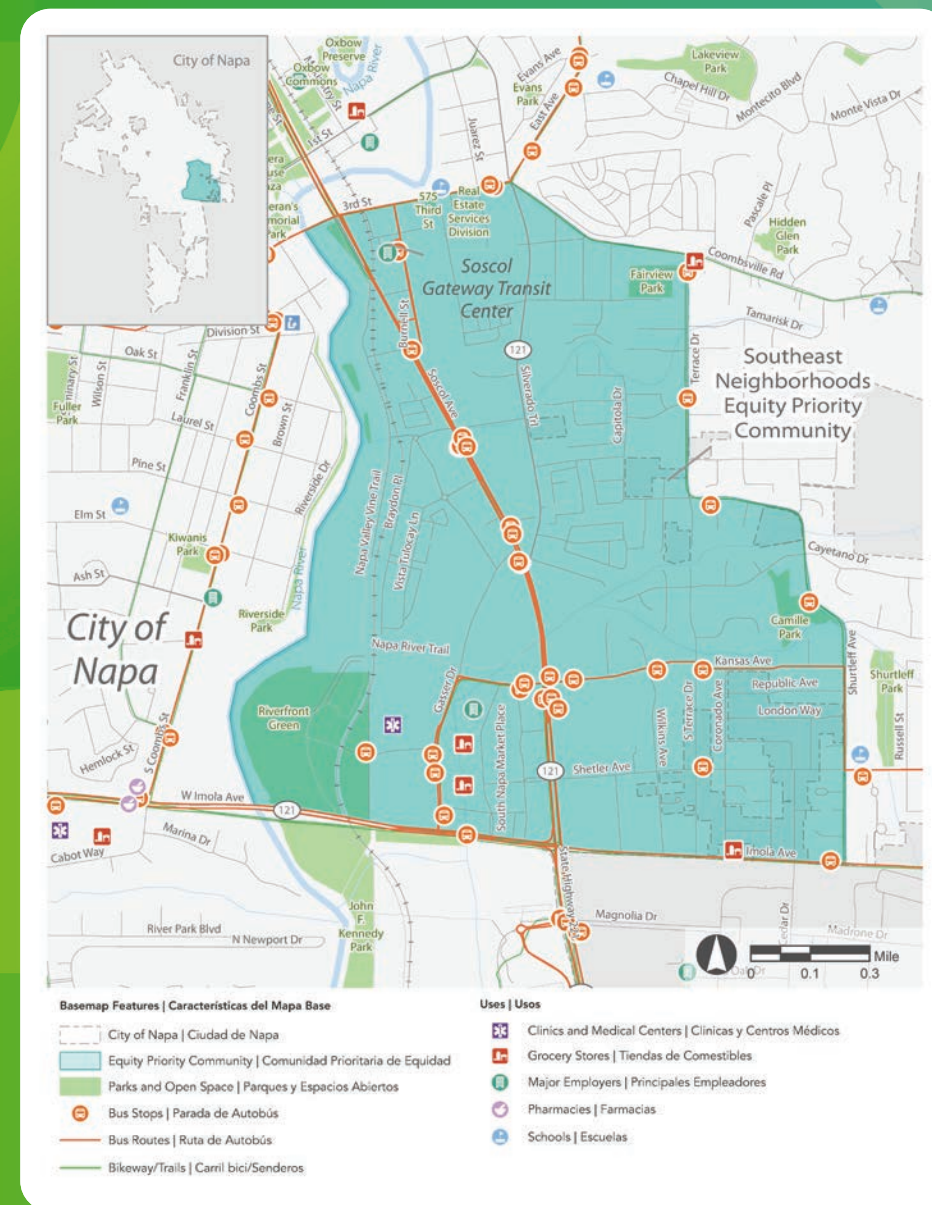 City of Napa
Oxbow
Preserve
Oxbow
Commons
Napa River
1st St
Juarez St
Evans Ave
Evans
Park
East Ave
Lakeview
Park
Chapel Hill Dr
Montecito Blvd
Monte Vista Dr
3rd St
575
Third
St
Real
Estate
Services
Division
Pascale Pl
Hidden
Glen
Park
Coombsville Rd
Soscol
Gateway Transit
Center
Fairview
Park
Tamarisk Dr
Division St
Oak St
Wilson St
Franklin St
Coombs St
Brown St
Fuller
Park
Laurel St
Burnell St
Soscol Ave
121
Silverado Trl
Capitola Dr
Terrace Dr
Southeast
Neighborhoods
Equity Priority
Community
Pine St
Riverside Dr
Elm St
Kiwanis
Park
Ash St
Napa Valley Vine Trail
Braydon Pl
Vista Tulocay Ln
Napa River
Riverside
Park
Cayetano Dr
Camille
Park
City of
Napa
Napa River Trail
Gasser Dr
Kansas Ave
Republic Ave
London Way
Shurtleff Ave
Shurtleff
Park
Russell St
Riverfront
Green
South Napa Market Place
Wilkins Ave
S Terrace Dr
Coronado Ave
Hemlock St
S Coombs St
Shetler Ave
121
W Imola Ave
121
Imola Ave
Marina Dr
Cabot Way
John
F.
Kennedy
Park
State Highway
Magnolia Dr
Cedar Dr
Madrone Dr
River Park Blvd
N Newport Dr
Mile
0
0.1
0.3
Basemap Features | Características del Mapa Base
City of Napa | Ciudad de Napa
Equity Priority Community | Comunidad Prioritaria de Equidad
Parks and Open Space | Parques y Espacios Abiertos
Bus Stops | Parada de Autobús
Bus Routes | Ruta de Autobús
Bikeway/Trails | Carril bici/Senderos
Uses | Usos
Clinics and Medical Centers | Clinicas y Centros Médicos
Grocery Stores | Tiendas de Comestibles
Major Employers | Principales Empleadores
Pharmacies | Farmacias
Schools | Escuelas